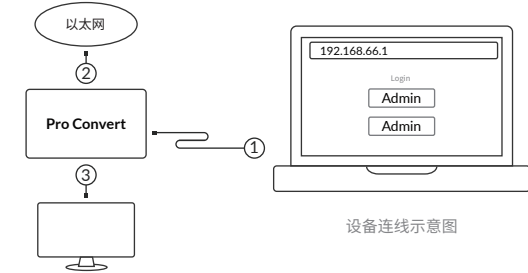 以太网
②
Pro Convert
①
③
192.168.66.1
Login
Admin
Admin
设备连线示意图